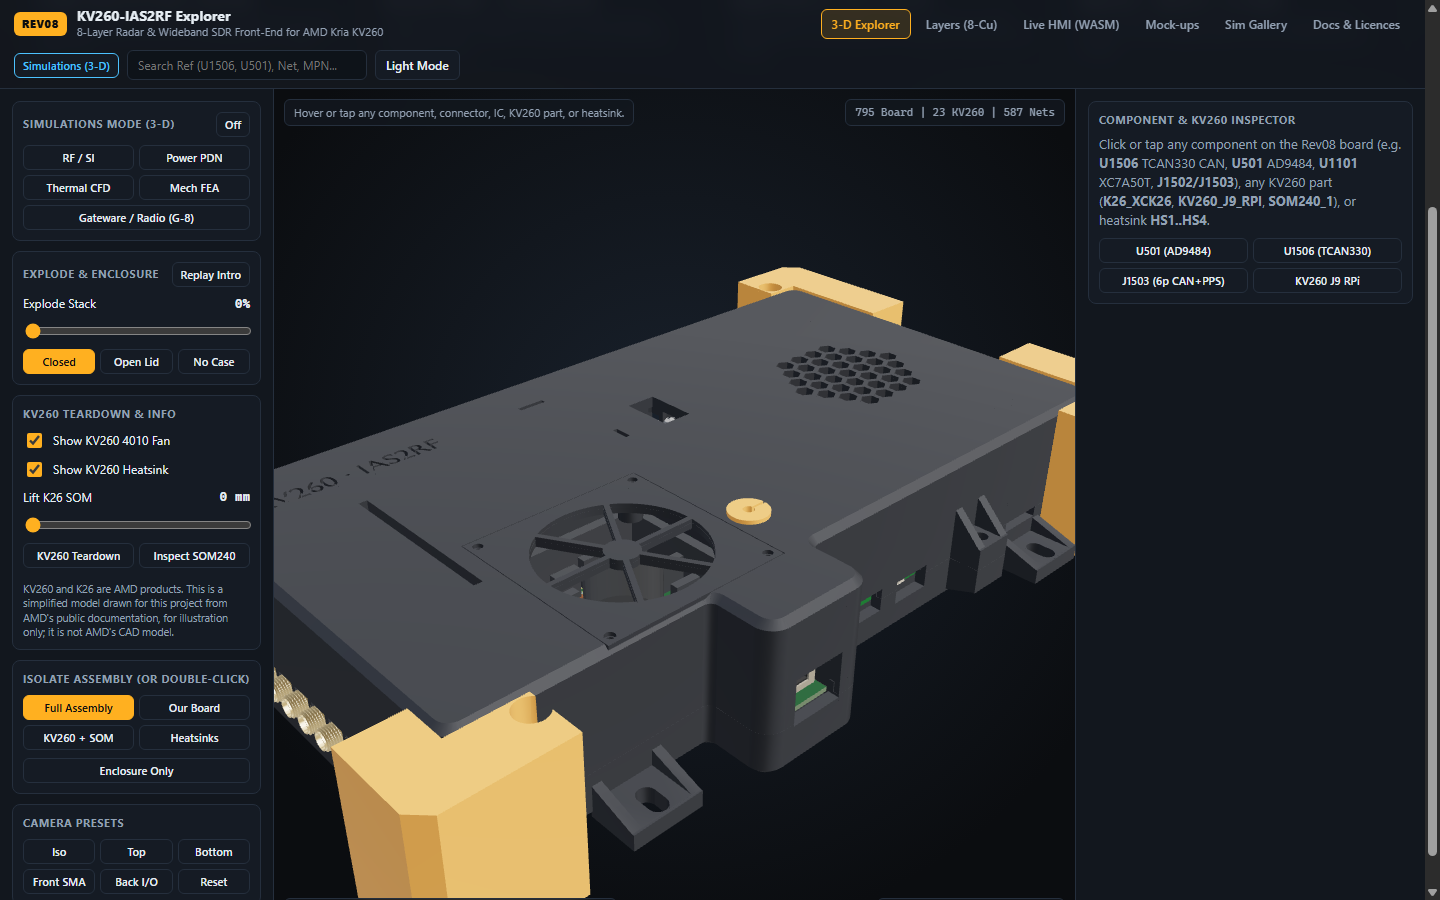 REV08
KV260-IAS2RF Explorer
8-Layer Radar & Wideband SDR Front-End for AMD Kria KV260
3-D Explorer
Layers (8-Cu)
Live HMI (WASM)
Mock-ups
Sim Gallery
Docs & Licences
Simulations (3-D)
Search Ref (U1506, U501), Net, MPN...
Light Mode
SIMULATIONS MODE (3-D)
Off
RF / SI
Power PDN
Thermal CFD
Mech FEA
Gateware / Radio (G-8)
EXPLODE & ENCLOSURE
Replay Intro
Explode Stack
0%
Closed
Open Lid
No Case
KV260 TEARDOWN & INFO
Show KV260 4010 Fan
Show KV260 Heatsink
Lift K26 SOM
0 mm
KV260 Teardown
Inspect SOM240
KV260 and K26 are AMD products. This is a
simplified model drawn for this project from
AMD's public documentation, for illustration
only; it is not AMD's CAD model.
ISOLATE ASSEMBLY (OR DOUBLE-CLICK)
Full Assembly
Our Board
KV260 + SOM
Heatsinks
Enclosure Only
CAMERA PRESETS
Iso
Top
Bottom
Front SMA
Back I/O
Reset
Hover or tap any component, connector, IC, KV260 part, or heatsink.
795 Board | 23 KV260 | 587 Nets
KV260 · IAS2RF
COMPONENT & KV260 INSPECTOR
Click or tap any component on the Rev08 board (e.g.
U1506 TCAN330 CAN, U501 AD9484, U1101
XC7A50T, J1502/J1503), any KV260 part
(K26_XCK26, KV260_J9_RPI, SOM240_1), or
heatsink HS1..HS4.
U501 (AD9484)
U1506 (TCAN330)
J1503 (6p CAN+PPS)
KV260 J9 RPi